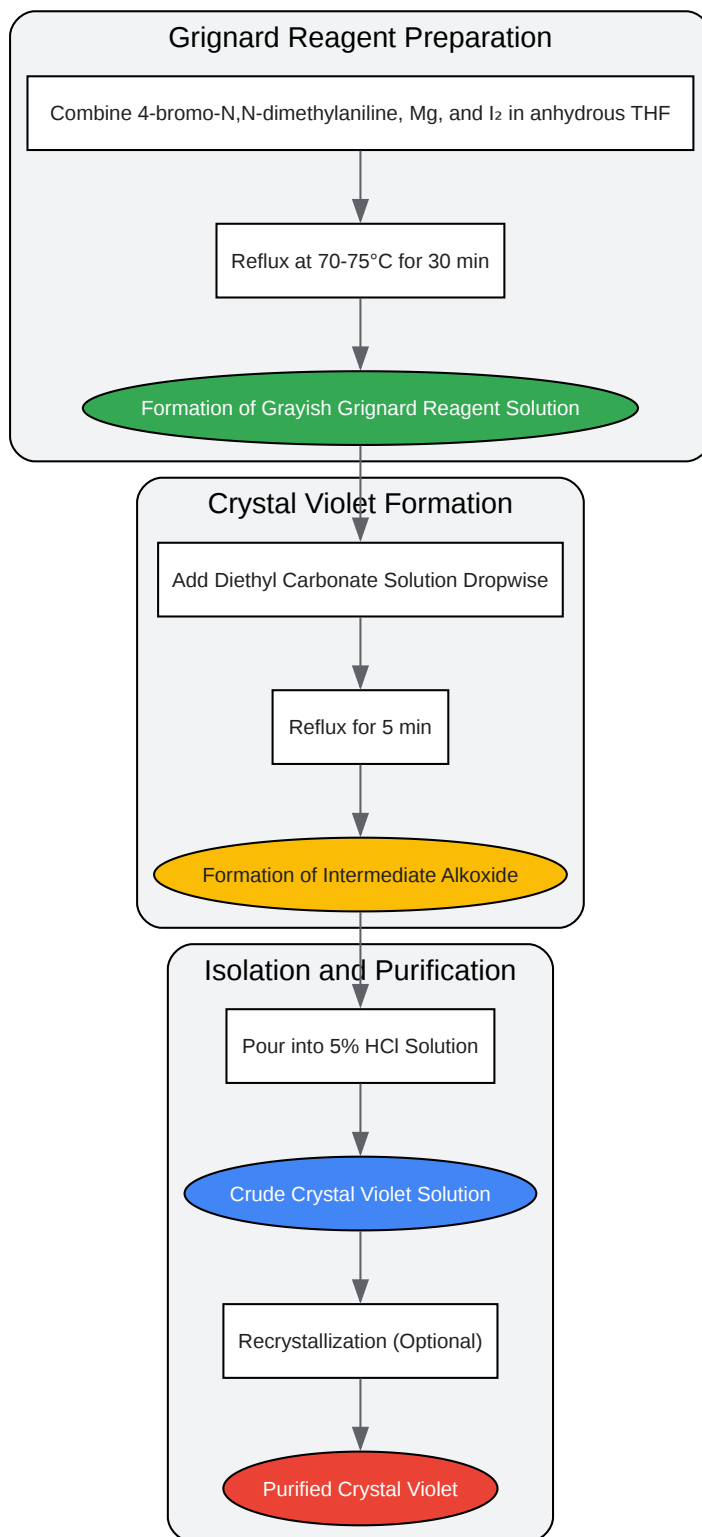 Grignard Reagent Preparation
Combine 4-bromo-N,N-dimethylaniline, Mg, and I₂ in anhydrous THF
Reflux at 70-75°C for 30 min
Formation of Grayish Grignard Reagent Solution
Crystal Violet Formation
Add Diethyl Carbonate Solution Dropwise
Reflux for 5 min
Formation of Intermediate Alkoxide
Isolation and Purification
Pour into 5% HCl Solution
Crude Crystal Violet Solution
Recrystallization (Optional)
Purified Crystal Violet